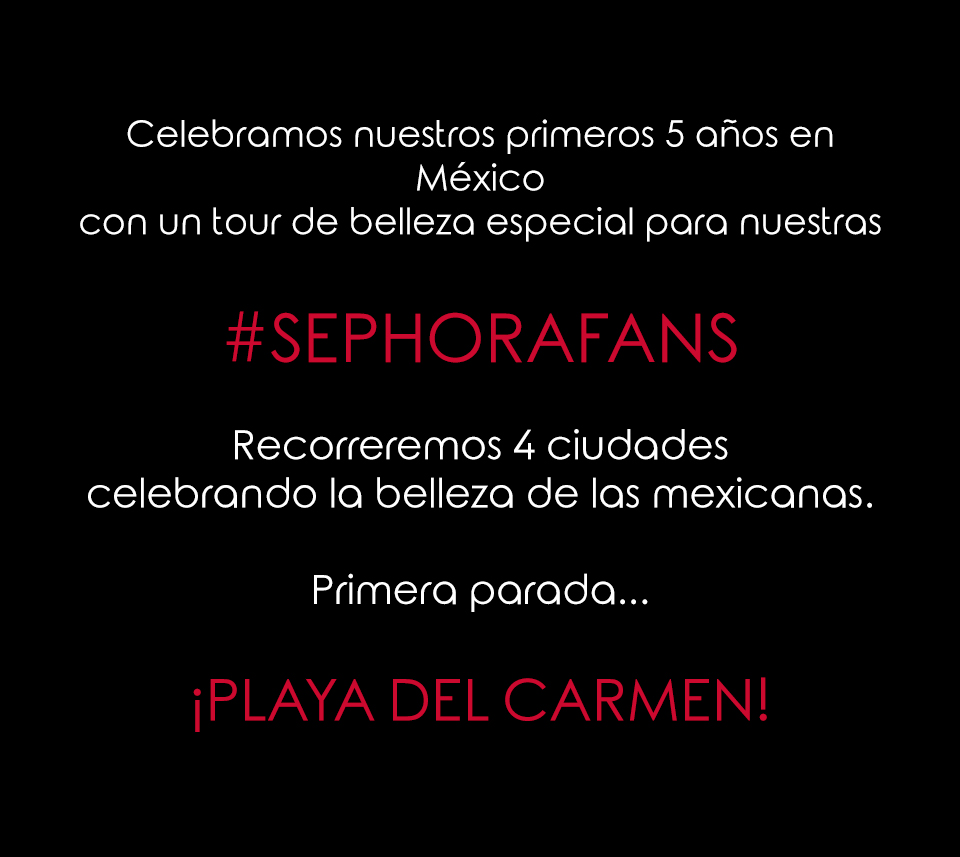 Celebramos nuestros primeros 5 años en
México
con un tour de belleza especial para nuestras
#SEPHORAFANS
Recorreremos 4 ciudades
celebrando la belleza de las mexicanas.
Primera parada...
¡PLAYA DEL CARMEN!